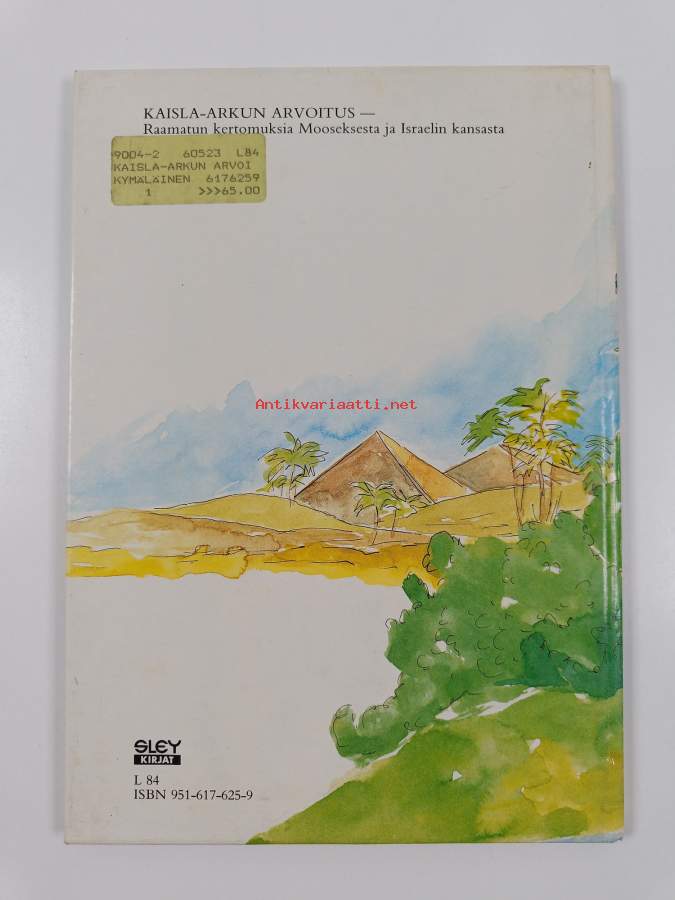 KAISLA-ARKUN ARVOITUS —
Raamatun kertomuksia Mooseksesta ja Israelin kansasta
9004-2 60523 L84
KAISLA-ARKUN ARVOI
KYMÄLÄINEN 6176259
1 >>>65.00
Antikvariaatti.net
SLEY
KIRJAT
L 84
ISBN 951-617-625-9